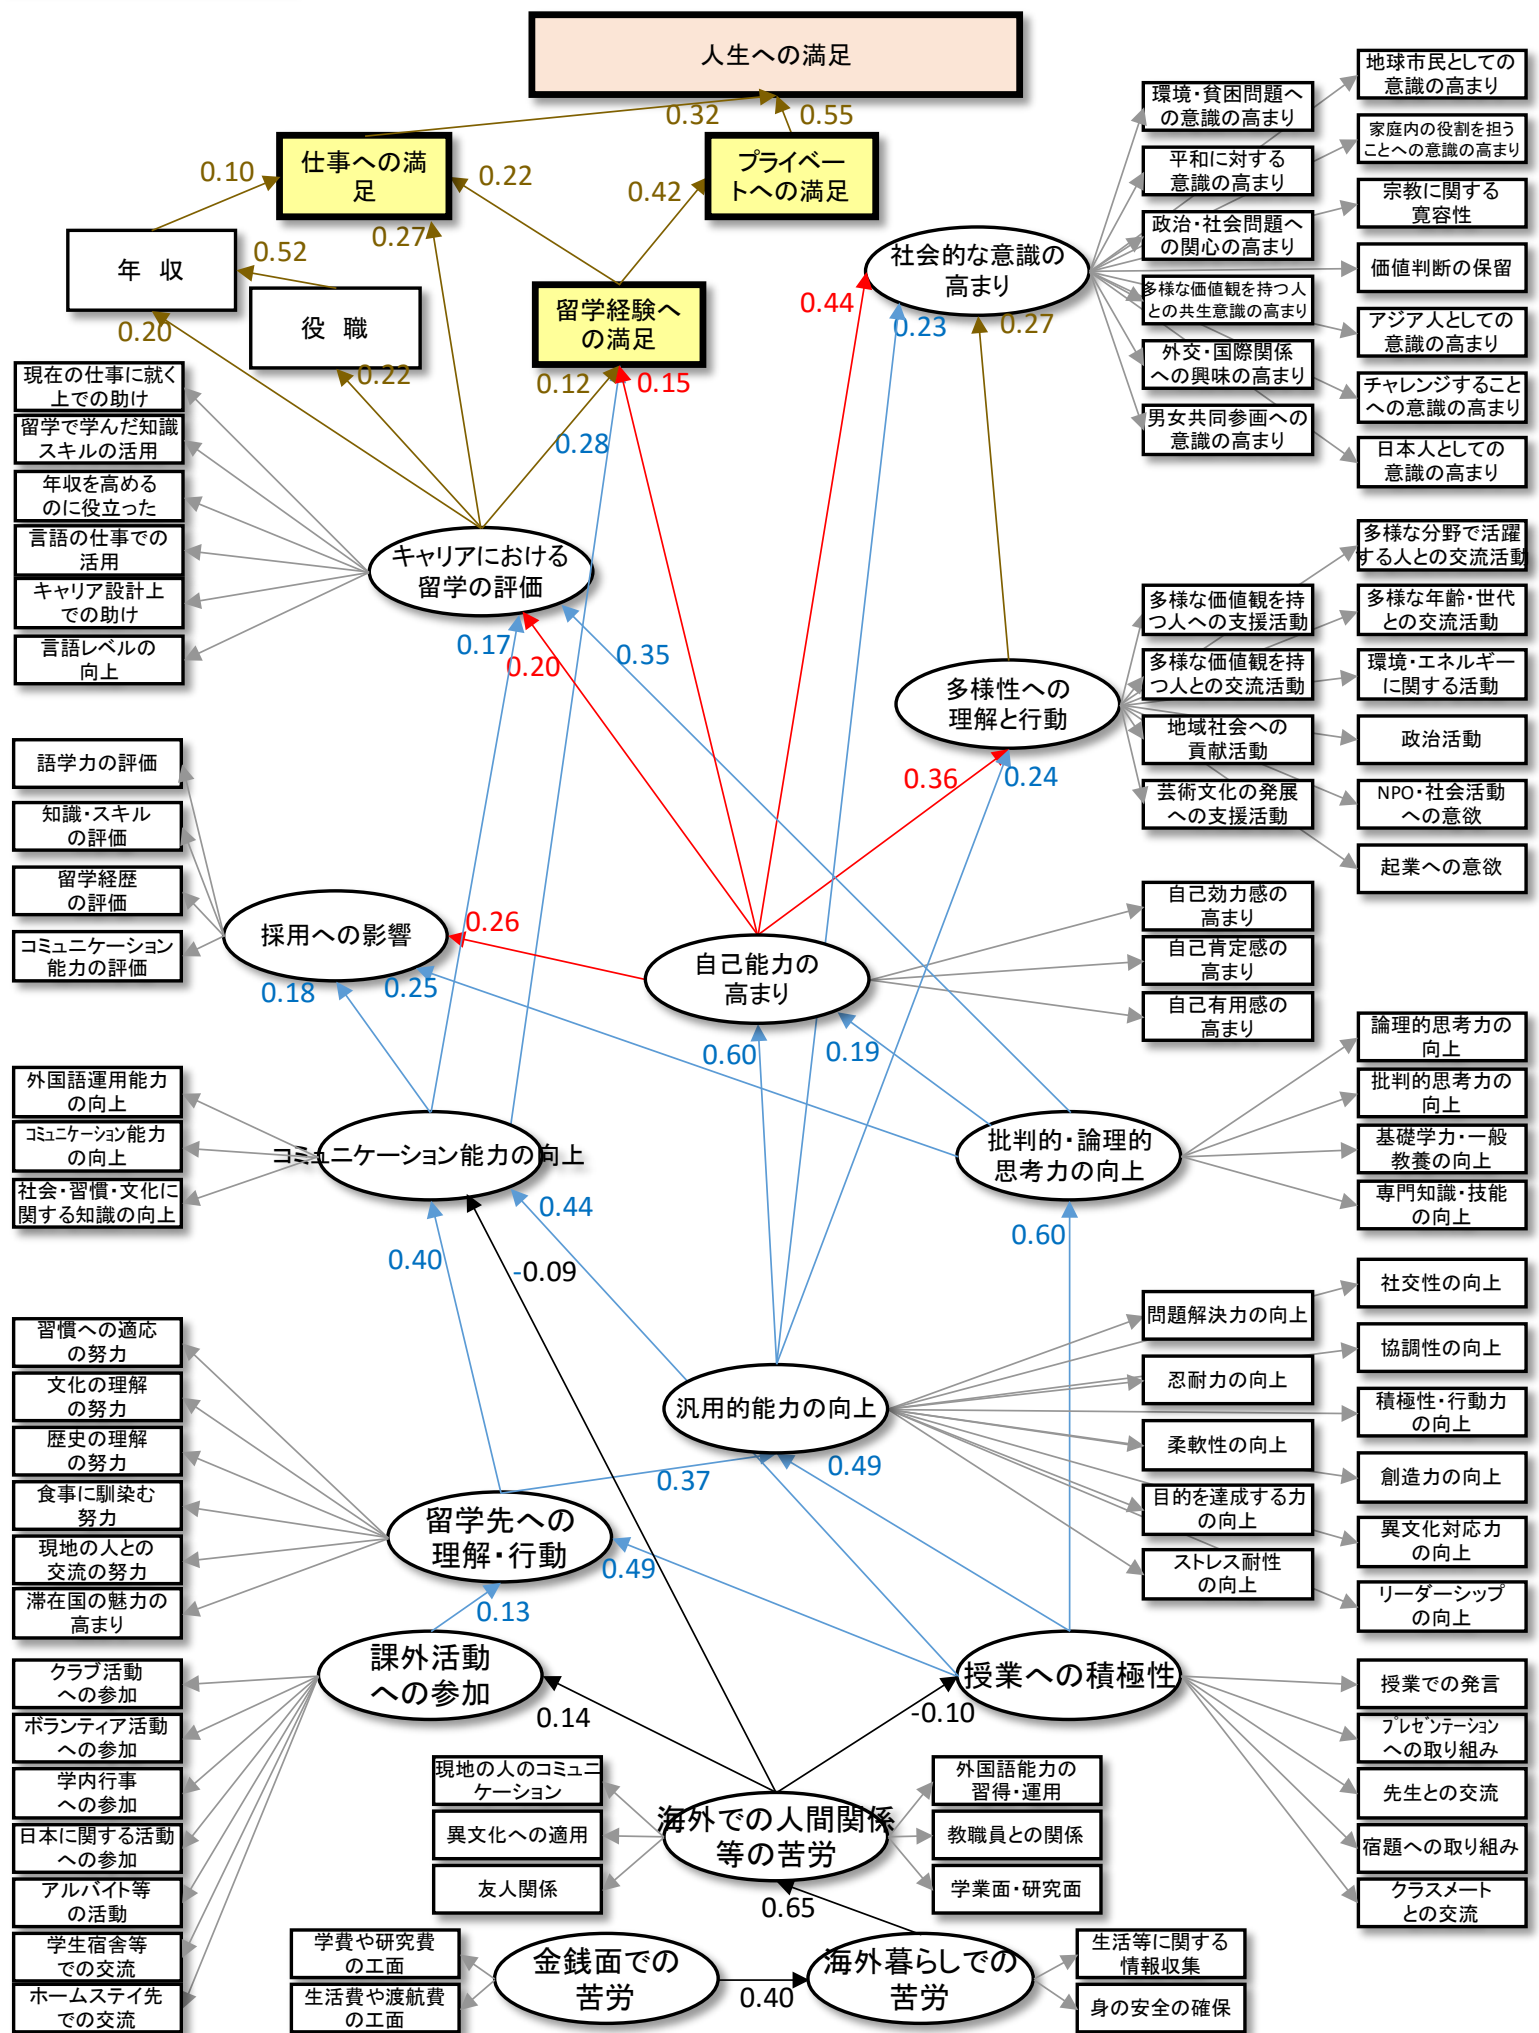 人生への満足
0.32
0.55
仕事への満
足
プライベー
トへの満足
0.10
0.22
0.42
0.27
年 収
0.52
役 職
0.20
0.22
留学経験へ
の満足
0.12
0.15
0.28
社会的な意識の
高まり
0.44
0.23
0.27
環境・貧困問題へ
の意識の高まり
平和に対する
意識の高まり
政治・社会問題へ
の関心の高まり
多様な価値観を持つ人
との共生意識の高まり
外交・国際関係
への興味の高まり
男女共同参画への
意識の高まり
地球市民としての
意識の高まり
家庭内の役割を担う
ことへの意識の高まり
宗教に関する
寛容性
価値判断の保留
アジア人としての
意識の高まり
チャレンジすること
への意識の高まり
日本人としての
意識の高まり
現在の仕事に就く
上での助け
留学で学んだ知識
スキルの活用
年収を高める
のに役立った
言語の仕事での
活用
キャリア設計上
での助け
言語レベルの
向上
キャリアにおける
留学の評価
0.17
0.20
0.35
多様性への
理解と行動
0.36
0.24
多様な価値観を持
つ人への支援活動
多様な価値観を持
つ人との交流活動
地域社会への
貢献活動
芸術文化の発展
への支援活動
多様な分野で活躍
する人との交流活動
多様な年齢・世代
との交流活動
環境・エネルギー
に関する活動
政治活動
NPO・社会活動
への意欲
起業への意欲
語学力の評価
知識・スキル
の評価
留学経歴
の評価
コミュニケーション
能力の評価
採用への影響
0.26
0.18
0.25
自己能力の
高まり
0.60
0.19
自己効力感の
高まり
自己肯定感の
高まり
自己有用感の
高まり
外国語運用能力
の向上
コミュニケーション能力
の向上
社会・習慣・文化に
関する知識の向上
コミュニケーション能力の向上
0.40
0.44
-0.09
批判的・論理的
思考力の向上
0.60
論理的思考力の
向上
批判的思考力の
向上
基礎学力・一般
教養の向上
専門知識・技能
の向上
汎用的能力の向上
0.37
0.49
問題解決力の向上
忍耐力の向上
柔軟性の向上
目的を達成する力
の向上
ストレス耐性
の向上
社交性の向上
協調性の向上
積極性・行動力
の向上
創造力の向上
異文化対応力
の向上
リーダーシップ
の向上
習慣への適応
の努力
文化の理解
の努力
歴史の理解
の努力
食事に馴染む
努力
現地の人との
交流の努力
滞在国の魅力の
高まり
留学先への
理解・行動
0.49
0.13
課外活動
への参加
0.14
授業への積極性
-0.10
クラブ活動
への参加
ボランティア活動
への参加
学内行事
への参加
日本に関する活動
への参加
アルバイト等
の活動
学生宿舎等
での交流
ホームステイ先
での交流
授業での発言
プレゼンテーション
への取り組み
先生との交流
宿題への取り組み
クラスメート
との交流
現地の人のコミュニ
ケーション
異文化への適用
友人関係
海外での人間関係
等の苦労
外国語能力の
習得・運用
教職員との関係
学業面・研究面
0.65
学費や研究費
の工面
生活費や渡航費
の工面
金銭面での
苦労
0.40
海外暮らしでの
苦労
生活等に関する
情報収集
身の安全の確保